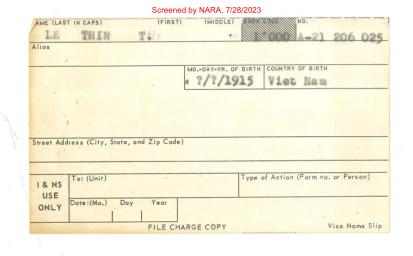 Screened by NARA, 7/28/2023
NAME (LAST IN CAPS) (FIRST) (MIDDLE) NO.
LE THIN T. 1'000 A-21 206 025
Alias
MO.-DAY-YR. OF BIRTH COUNTRY OF BIRTH
?/?/1915 Viet Nam
Street Address (City, State, and Zip Code)
I & NS USE ONLY
To: (Unit) Type of Action (Form no. or Person)
Date: (Mo.) Day Year
FILE CHARGE COPY Visa Name Slip